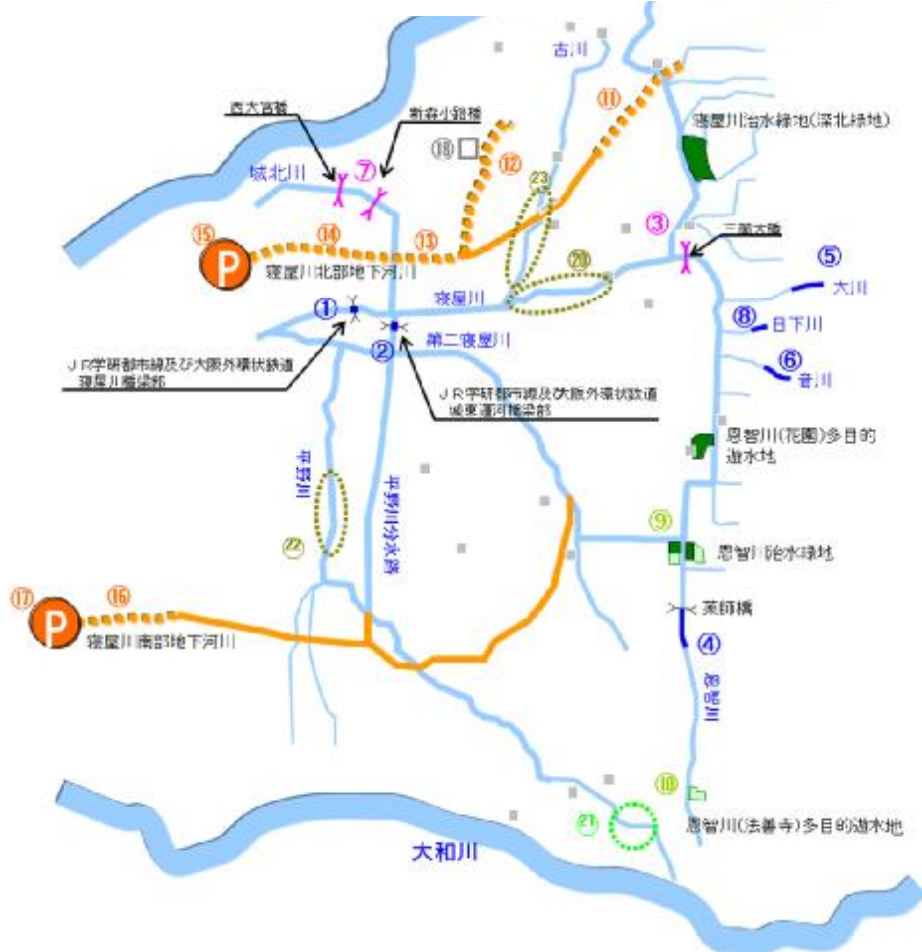 古川
西大宮橋
新森小路橋
⑪
寝屋川治水緑地(深北緑地)
⑦
⑱
⑫
城北川
㉓
③
三箇大橋
⑮
⑭
⑬
P
寝屋川北部地下河川
⑳
⑤
大川
①
寝屋川
⑧
日下川
②
第二寝屋川
⑥
音川
JR学研都市線及び大阪外環状鉄道
寝屋川橋梁部
JR学研都市線及び大阪外環状鉄道
城東運河橋梁部
恩智川(花園)多目的
遊水地
平野川
平野川分水路
㉒
⑨
恩智川治水緑地
⑰
⑯
P
寝屋川南部地下河川
薬師橋
④
恩智川
⑩
㉑
恩智川(法善寺)多目的遊水地
大和川